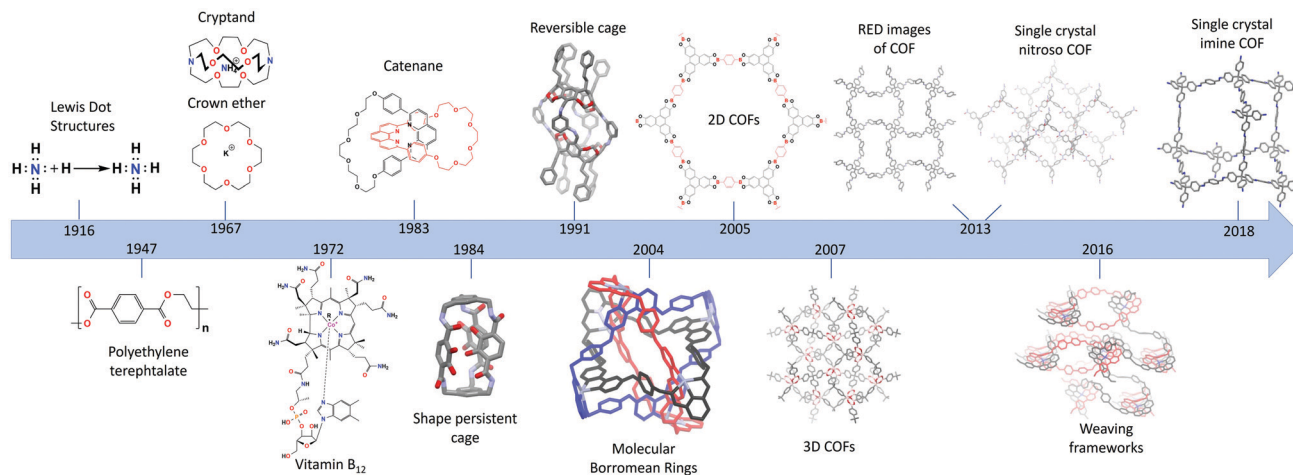 Cryptand
Crown ether
K⊕
NH₄⊕
Lewis Dot
Structures
H:N:+H→H:N:H
H
H
Catenane
Reversible cage
2D COFs
RED images
of COF
Single crystal
nitroso COF
Single crystal
imine COF
1916
1967
1983
1991
2005
2013
2018
1947
1972
1984
2004
2007
2016
n
Polyethylene
terephtalate
Vitamin B₁₂
Shape persistent
cage
Molecular
Borromean Rings
3D COFs
Weaving
frameworks